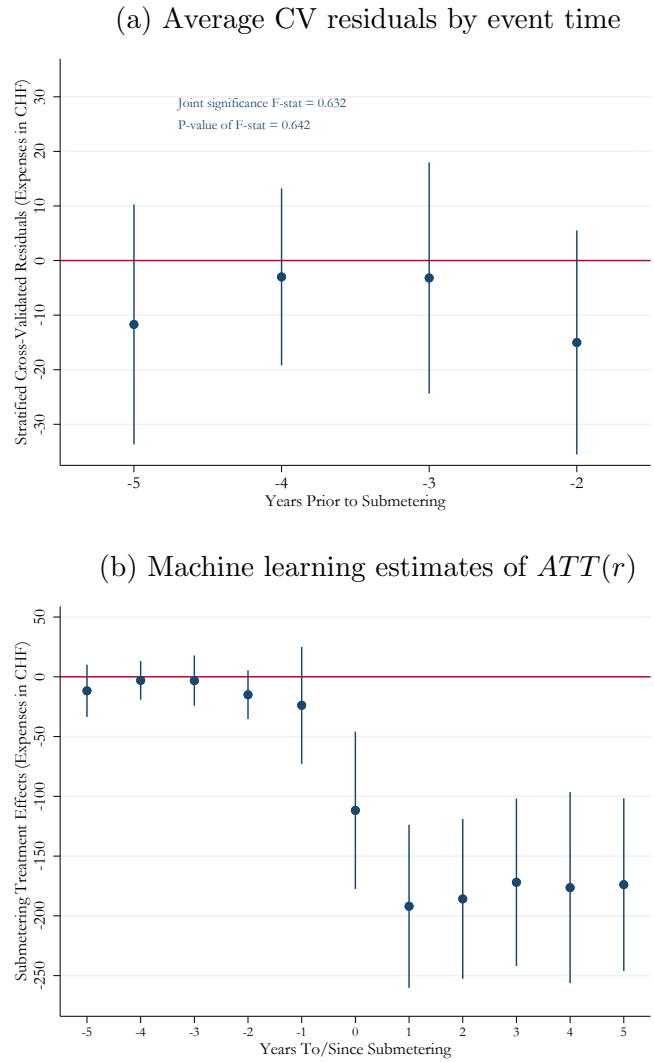 (a) Average CV residuals by event time
Stratified Cross-Validated Residuals (Expenses in CHF)
30
20
10
0
-10
-20
-30
Joint significance F-stat = 0.632
P-value of F-stat = 0.642
-5 -4 -3 -2
Years Prior to Submetering
(b) Machine learning estimates of ATT(r)
Submetering Treatment Effects (Expenses in CHF)
50
0
-50
-100
-150
-200
-250
-5 -4 -3 -2 -1 0 1 2 3 4 5
Years To/Since Submetering